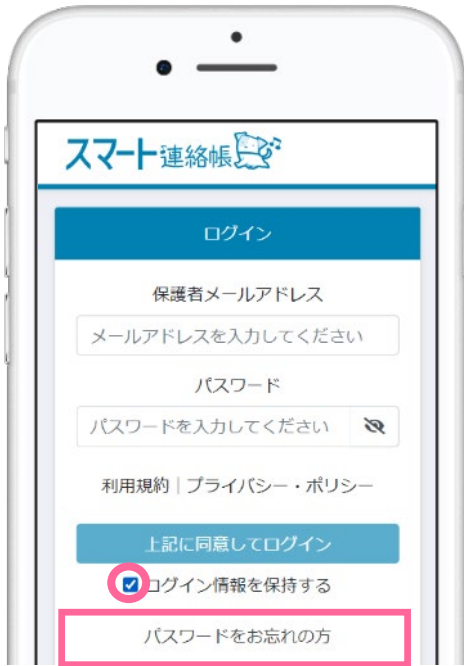 スマート連絡帳
ログイン
保護者メールアドレス
メールアドレスを入力してください
パスワード
パスワードを入力してください
利用規約｜プライバシー・ポリシー
上記に同意してログイン
ログイン情報を保持する
パスワードをお忘れの方